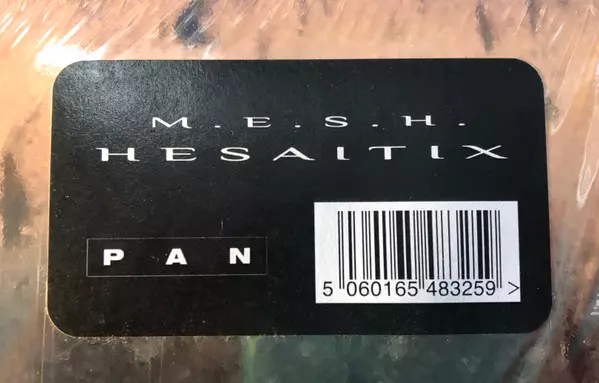 M.E.S.H.
HESAITIX
PAN
5 060165 483259 >